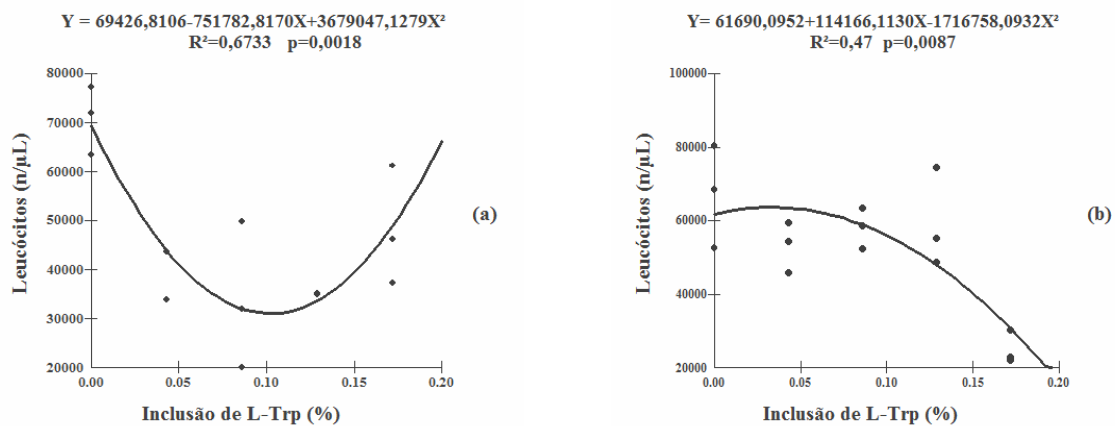 Y = 69426,8106-751782,8170X+3679047,1279X²
R²=0,6733 p=0,0018
80000
70000
60000
50000
40000
30000
20000
Leucócitos (n/µL)
0.00
0.05
0.10
0.15
0.20
Inclusão de L-Trp (%)
(a)
Y= 61690,0952+114166,1130X-1716758,0932X²
R²=0,47 p=0,0087
100000
80000
60000
40000
20000
Leucócitos (n/µL)
0.00
0.05
0.10
0.15
0.20
Inclusão de L-Trp (%)
(b)